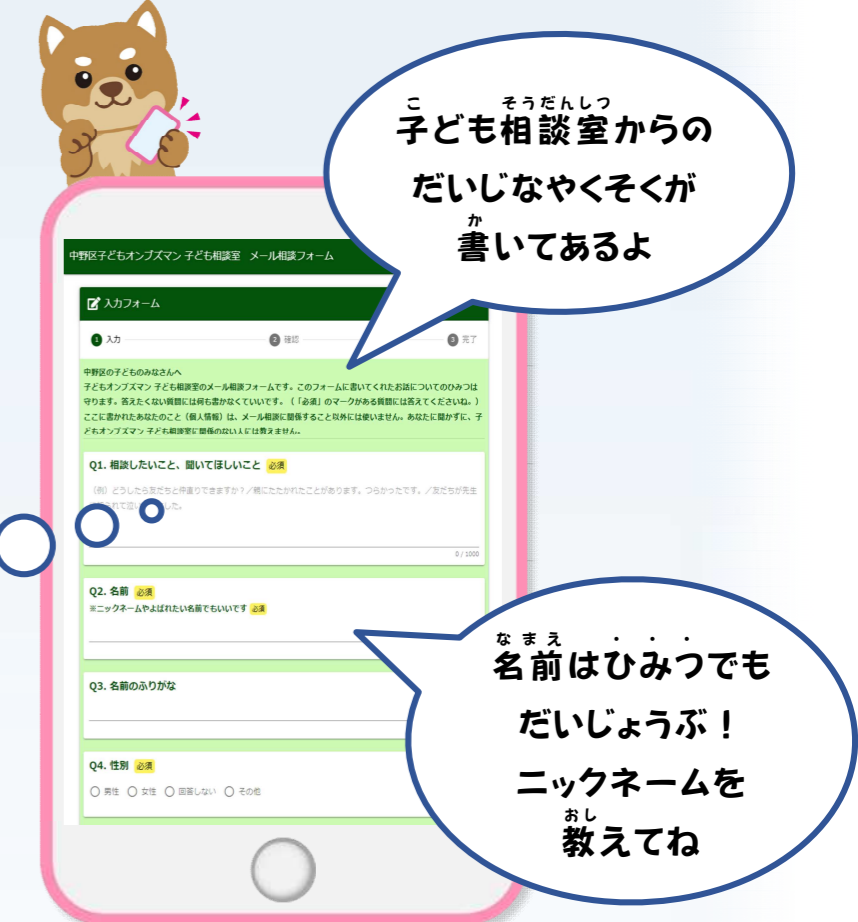 子ども相談室からの
だいじなやくそくが
書いてあるよ
中野区子どもオンブズマン 子ども相談室 メール相談フォーム
入力フォーム
1 入力
2 確認
3 完了
中野区の子どものみなさんへ
子どもオンブズマン 子ども相談室のメール相談フォームです。このフォームに書いてくれたお話についてのひみつは
守ります。答えたくない質問には何も書かなくていいです。（「必須」のマークがある質問には答えてくださいね。）
ここに書かれたあなたのこと（個人情報）は、メール相談に関係すること以外には使いません。あなたに聞かずに、子
どもオンブズマン 子ども相談室に関係のない人には教えません。
Q1. 相談したいこと、聞いてほしいこと 必須
（例）どうしたら友だちと仲直りできますか？／親にたたかれたことがあります。つらかったです。／友だちが先生
れて泣い した。
0 / 1000
Q2. 名前 必須
※ニックネームやよばれたい名前でもいいです 必須
名前はひみつでも
だいじょうぶ！
ニックネームを
教えてね
Q3. 名前のふりがな
Q4. 性別 必須
男性 女性 回答しない その他